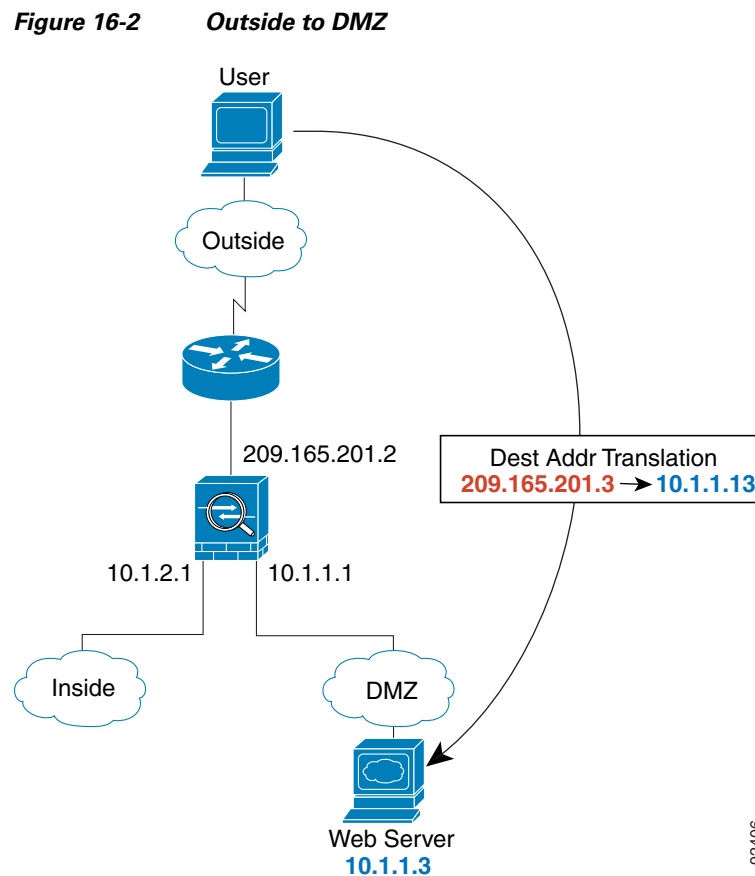 Figure 16-2 Outside to DMZ
User
Outside
209.165.201.2
Dest Addr Translation
209.165.201.3 → 10.1.1.13
10.1.2.1 10.1.1.1
Inside
DMZ
Web Server
10.1.1.3